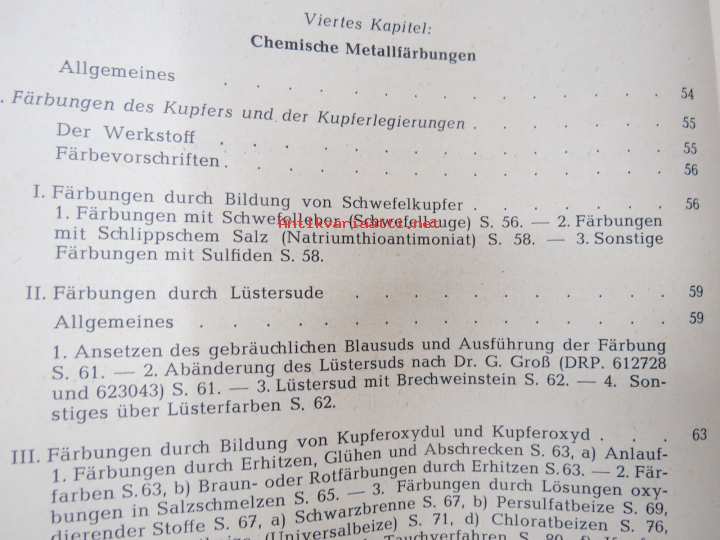 Viertes Kapitel:
Chemische Metallfärbungen
Allgemeines . . . . . . . . . . . . 54
. Färbungen des Kupfers und der Kupferlegierungen . . . . . . . 55
Der Werkstoff . . . . . . . . . . . . 55
Färbevorschriften . . . . . . . . . . . . 56
I. Färbungen durch Bildung von Schwefelkupfer . . . . . . . 56
1. Färbungen mit Schwefelleber (Schwefellauge) S. 56. — 2. Färbungen
antikvariaatti.net
mit Schlippschem Salz (Natriumthioantimoniat) S. 58. — 3. Sonstige
Färbungen mit Sulfiden S. 58.
II. Färbungen durch Lüstersude . . . . . . . . . 59
Allgemeines . . . . . . . . . . . . 59
1. Ansetzen des gebräuchlichen Blausuds und Ausführung der Färbung
S. 61. — 2. Abänderung des Lüstersuds nach Dr. G. Groß (DRP. 612728
und 623043) S. 61. — 3. Lüstersud mit Brechweinstein S. 62. — 4. Son-
stiges über Lüsterfarben S. 62.
III. Färbungen durch Bildung von Kupferoxydul und Kupferoxyd . . . 63
1. Färbungen durch Erhitzen, Glühen und Abschrecken S. 63, a) Anlauf-
farben S. 63, b) Braun- oder Rotfärbungen durch Erhitzen S. 63. — 2. Fär-
bungen in Salzschmelzen S. 65. — 3. Färbungen durch Lösungen oxy-
dierender Stoffe S. 67, a) Schwarzbrenne S. 67, b) Persulfatbeize S. 69,
(Universalbeize) S. 71, d) Chloratbeizen S. 76,
Tauchverfahren S. 80,